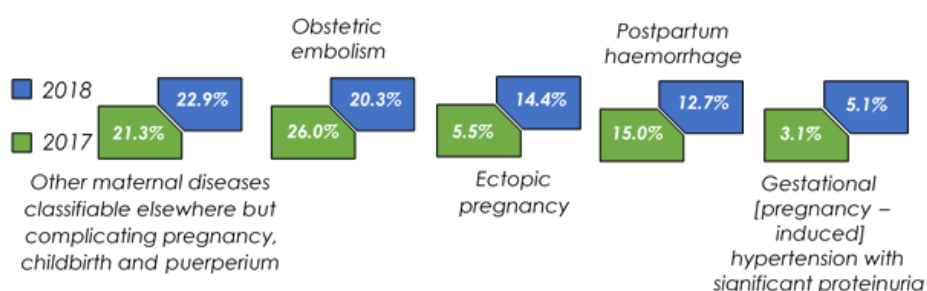 Obstetric
embolism
Postpartum
haemorrhage
2018
22.9%
20.3%
14.4%
12.7%
5.1%
2017
21.3%
26.0%
5.5%
15.0%
3.1%
Other maternal diseases
classifiable elsewhere but
complicating pregnancy,
childbirth and puerperium
Ectopic
pregnancy
Gestational
[pregnancy –
induced]
hypertension with
significant proteinuria